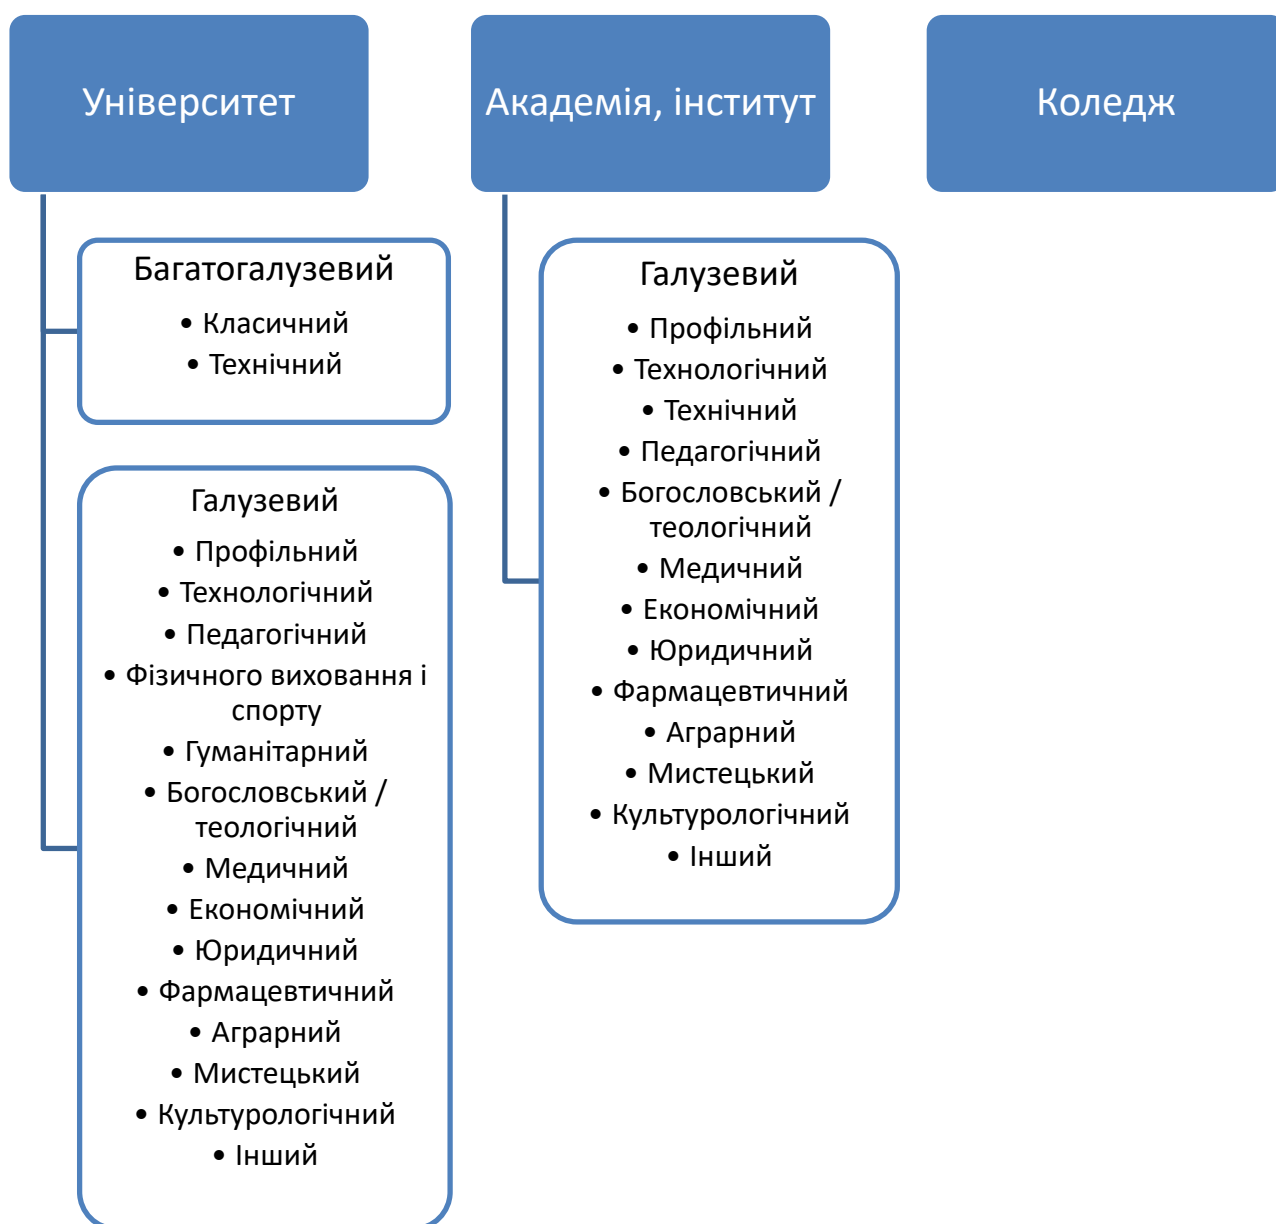 Університет
Багатогалузевий
• Класичний
• Технічний
Галузевий
• Профільний
• Технологічний
• Педагогічний
• Фізичного виховання і
спорту
• Гуманітарний
• Богословський /
теологічний
• Медичний
• Економічний
• Юридичний
• Фармацевтичний
• Аграрний
• Мистецький
• Культурологічний
• Інший
Академія, інститут
Галузевий
• Профільний
• Технологічний
• Технічний
• Педагогічний
• Богословський /
теологічний
• Медичний
• Економічний
• Юридичний
• Фармацевтичний
• Аграрний
• Мистецький
• Культурологічний
• Інший
Коледж